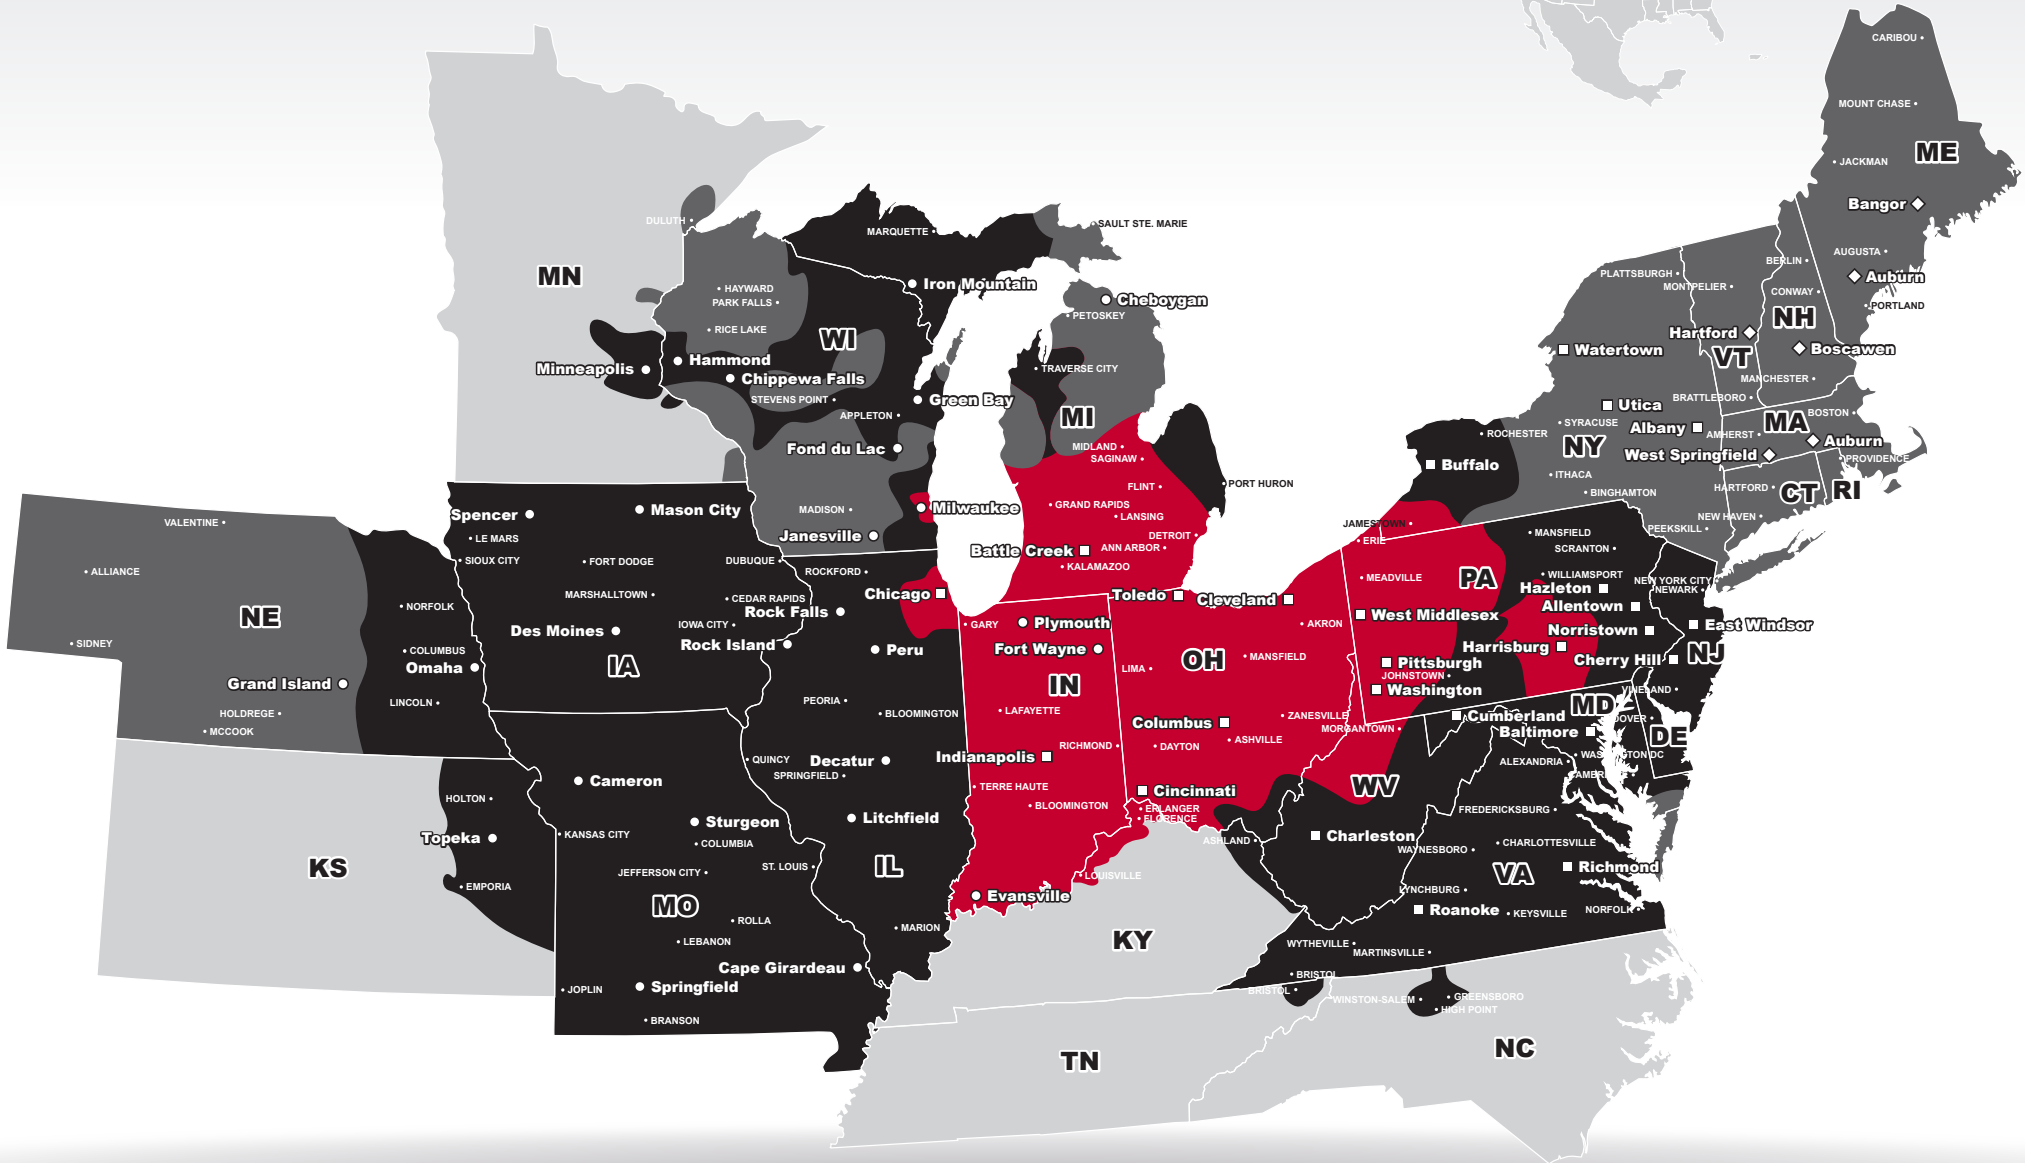 CARIBOU
MOUNT CHASE
ME
JACKMAN
Bangor
DULUTH
SAULT STE. MARIE
MARQUETTE
AUGUSTA
BERLIN
PLATTSBURGH
MN
Auburn
Iron Mountain
MONTPELIER
HAYWARD
CONWAY
Cheboygan
PARK FALLS
PORTLAND
PETOSKEY
NH
RICE LAKE
Hartford
WI
Boscawen
Watertown
VT
Hammond
Minneapolis
TRAVERSE CITY
Chippewa Falls
MANCHESTER
BRATTLEBORO
STEVENS POINT
Green Bay
Utica
APPLETON
MI
BOSTON
MA
SYRACUSE
Albany
ROCHESTER
AMHERST
Auburn
NY
MIDLAND
Fond du Lac
West Springfield
SAGINAW
PROVIDENCE
Buffalo
ITHACA
PORT HURON
FLINT
HARTFORD
CT
RI
BINGHAMTON
GRAND RAPIDS
Milwaukee
MADISON
Mason City
Spencer
LANSING
NEW HAVEN
VALENTINE
JAMESTOWN
PEEKSKILL
MANSFIELD
Janesville
DETROIT
LE MARS
ERIE
SCRANTON
Battle Creek
ANN ARBOR
SIOUX CITY
FORT DODGE
DUBUQUE
KALAMAZOO
ROCKFORD
ALLIANCE
WILLIAMSPORT
MEADVILLE
PA
NEW YORK CITY
Hazleton
NEWARK
Chicago
MARSHALLTOWN
Toledo
Cleveland
CEDAR RAPIDS
Allentown
NORFOLK
Rock Falls
West Middlesex
NE
Plymouth
GARY
IOWA CITY
AKRON
East Windsor
Des Moines
Norristown
SIDNEY
Rock Island
Harrisburg
COLUMBUS
Peru
Fort Wayne
NJ
MANSFIELD
OH
Cherry Hill
Pittsburgh
IA
Omaha
LIMA
JOHNSTOWN
Grand Island
IN
Washington
VINELAND
LINCOLN
PEORIA
MD
HOLDREGE
LAFAYETTE
BLOOMINGTON
ZANESVILLE
Cumberland
DOVER
Columbus
MORGANTOWN
Baltimore
MCCOOK
DE
ASHVILLE
RICHMOND
DAYTON
WASHINGTON DC
Indianapolis
QUINCY
Decatur
ALEXANDRIA
SPRINGFIELD
CAMBRIDGE
Cameron
TERRE HAUTE
WV
Cincinnati
HOLTON
BLOOMINGTON
ERLANGER
FREDERICKSBURG
FLORENCE
Litchfield
Sturgeon
KANSAS CITY
Charleston
Topeka
ASHLAND
COLUMBIA
CHARLOTTESVILLE
WAYNESBORO
KS
ST. LOUIS
IL
Richmond
JEFFERSON CITY
LOUISVILLE
VA
EMPORIA
LYNCHBURG
Evansville
MO
Roanoke
KEYSVILLE
NORFOLK
ROLLA
MARION
LEBANON
KY
WYTHEVILLE
MARTINSVILLE
Cape Girardeau
BRISTOL
Springfield
JOPLIN
BRISTOL
GREENSBORO
WINSTON-SALEM
HIGH POINT
BRANSON
NC
TN